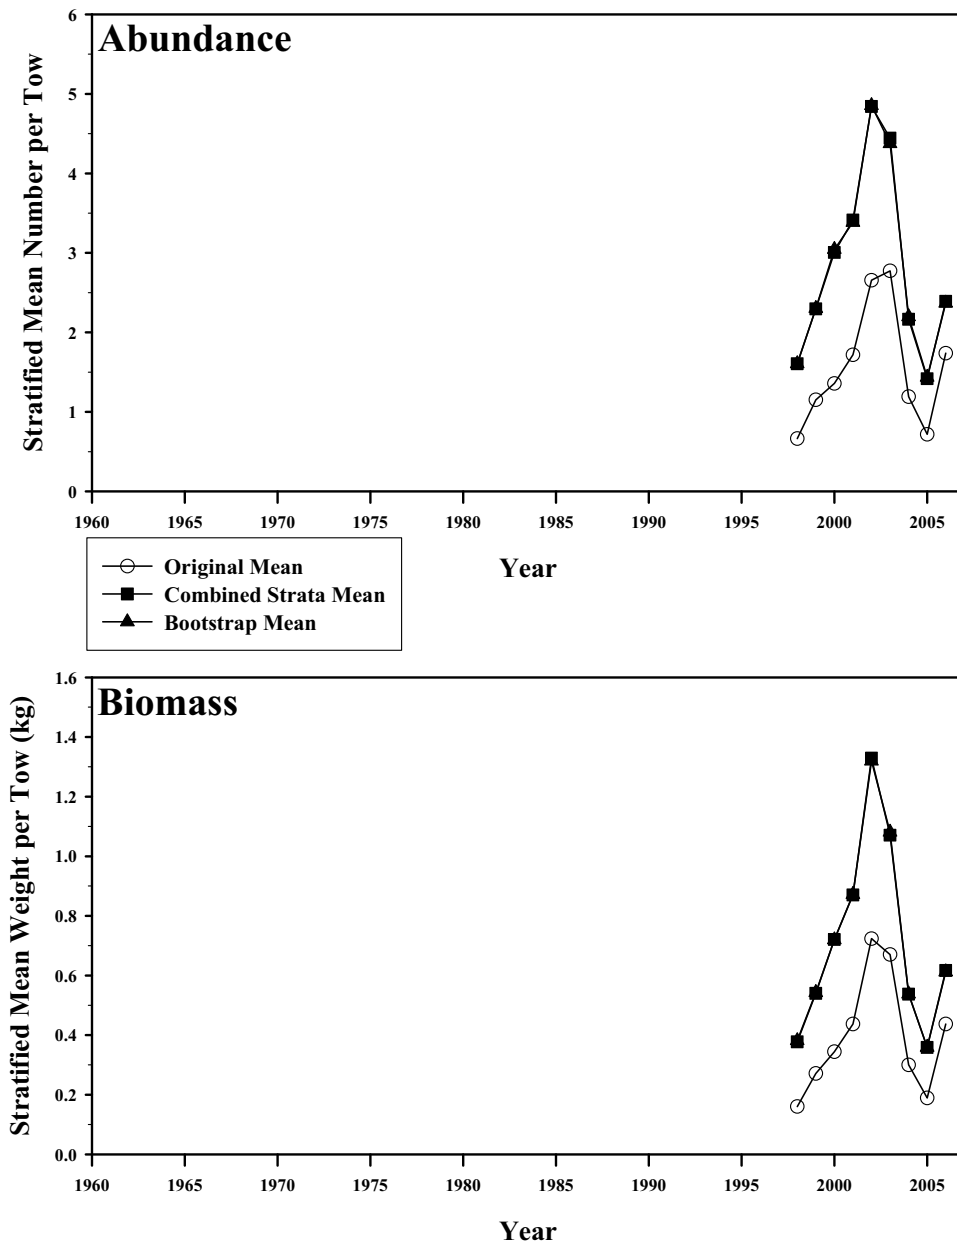 Abundance
Stratified Mean Number per Tow
6
5
4
3
2
1
0
1960 1965 1970 1975 1980 1985 1990 1995 2000 2005
Year
Original Mean
Combined Strata Mean
Bootstrap Mean
Biomass
Stratified Mean Weight per Tow (kg)
1.6
1.4
1.2
1.0
0.8
0.6
0.4
0.2
0.0
1960 1965 1970 1975 1980 1985 1990 1995 2000 2005
Year